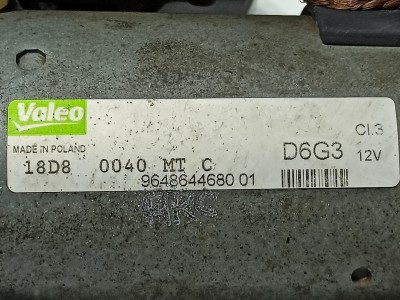 Valeo
Cl.3
MADE IN POLAND
D6G3 12V
18D8 0040 MT C
9648644680 01